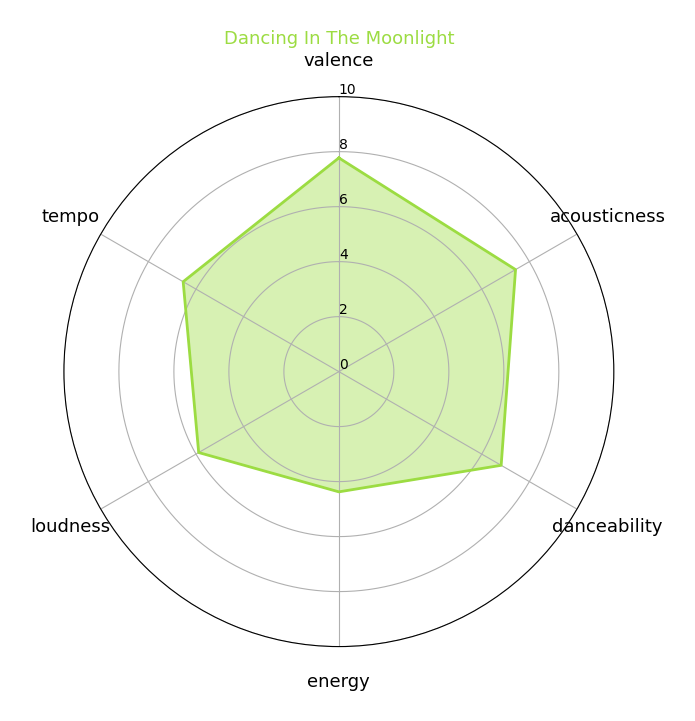 Dancing In The Moonlight
valence
10
8
tempo
6
acousticness
4
2
0
loudness
danceability
energy